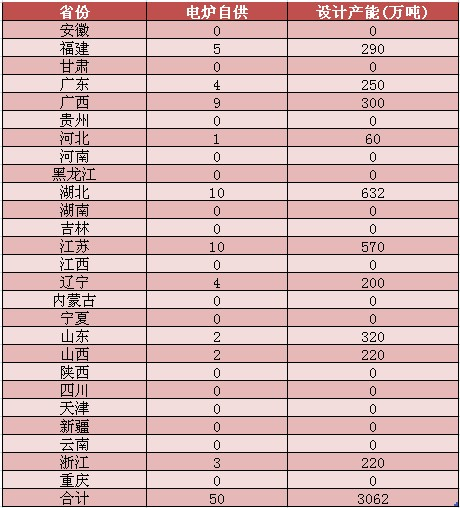 省份 电炉自供 设计产能(万吨)
安徽 0 0
福建 5 290
甘肃 0 0
广东 4 250
广西 9 300
贵州 0 0
河北 1 60
河南 0 0
黑龙江 0 0
湖北 10 632
湖南 0 0
吉林 0 0
江苏 10 570
江西 0 0
辽宁 4 200
内蒙古 0 0
宁夏 0 0
山东 2 320
山西 2 220
陕西 0 0
四川 0 0
天津 0 0
新疆 0 0
云南 0 0
浙江 3 220
重庆 0 0
合计 50 3062